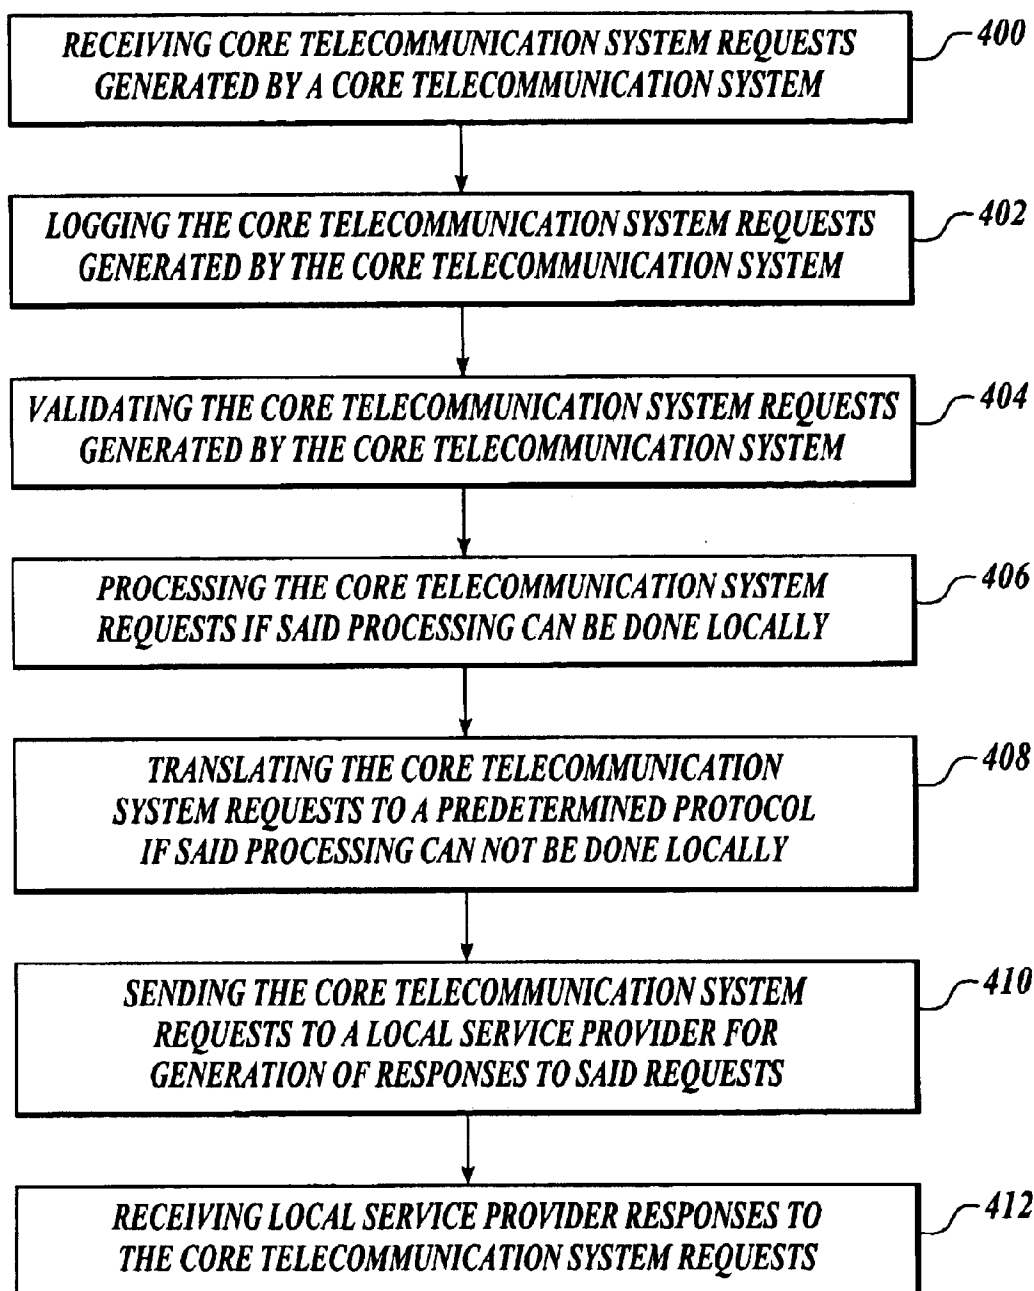 RECEIVING CORE TELECOMMUNICATION SYSTEM REQUESTS
GENERATED BY A CORE TELECOMMUNICATION SYSTEM
400
LOGGING THE CORE TELECOMMUNICATION SYSTEM REQUESTS
GENERATED BY THE CORE TELECOMMUNICATION SYSTEM
402
VALIDATING THE CORE TELECOMMUNICATION SYSTEM REQUESTS
GENERATED BY THE CORE TELECOMMUNICATION SYSTEM
404
PROCESSING THE CORE TELECOMMUNICATION SYSTEM
REQUESTS IF SAID PROCESSING CAN BE DONE LOCALLY
406
TRANSLATING THE CORE TELECOMMUNICATION
SYSTEM REQUESTS TO A PREDETERMINED PROTOCOL
IF SAID PROCESSING CAN NOT BE DONE LOCALLY
408
SENDING THE CORE TELECOMMUNICATION SYSTEM
REQUESTS TO A LOCAL SERVICE PROVIDER FOR
GENERATION OF RESPONSES TO SAID REQUESTS
410
RECEIVING LOCAL SERVICE PROVIDER RESPONSES TO
THE CORE TELECOMMUNICATION SYSTEM REQUESTS
412